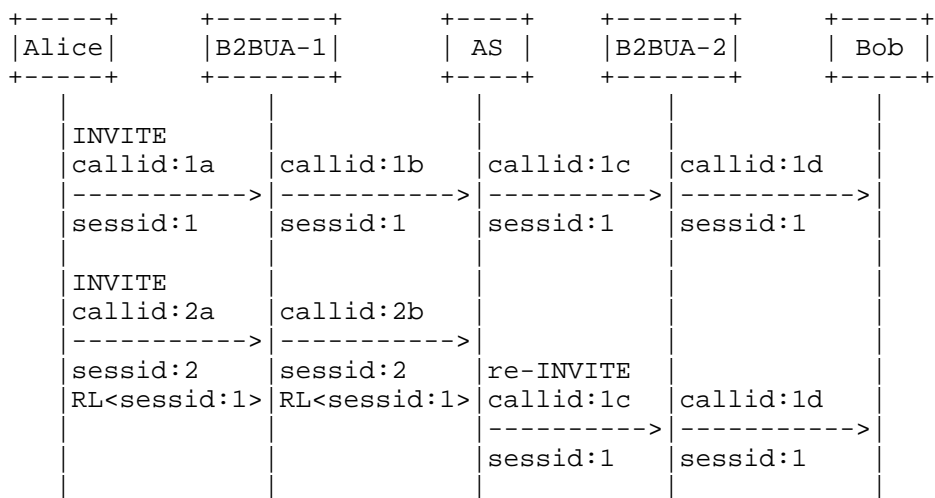 Alice B2BUA-1 AS B2BUA-2 Bob
INVITE
callid:1a callid:1b callid:1c callid:1d
sessid:1 sessid:1 sessid:1 sessid:1
INVITE
callid:2a callid:2b
sessid:2 sessid:2 re-INVITE
RL<sessid:1> RL<sessid:1> callid:1c callid:1d
sessid:1 sessid:1